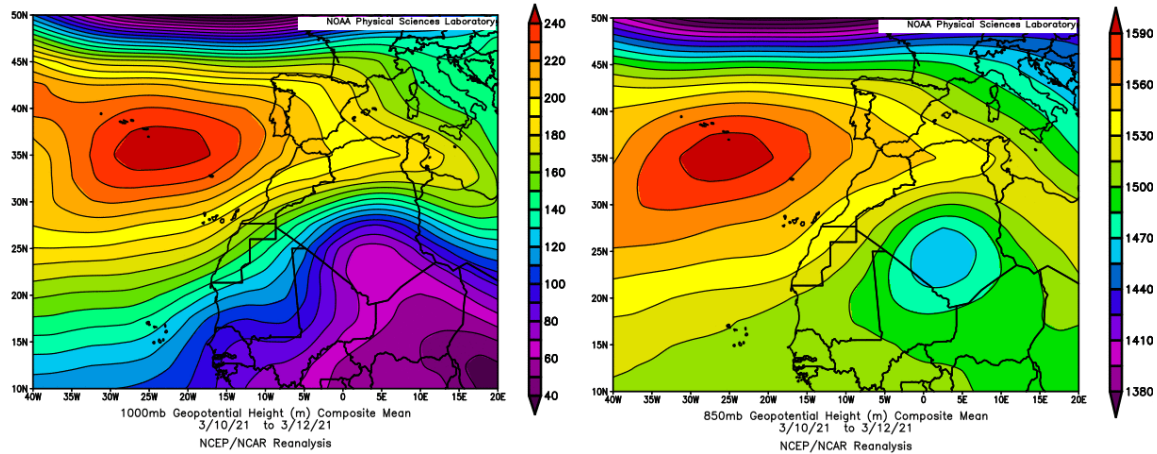 NOAA Physical Sciences Laboratory
50N
45N
40N
35N
30N
25N
20N
15N
10N
40W 35W 30W 25W 20W 15W 10W 5W 0 5E 10E 15E 20E
240
220
200
180
160
140
120
100
80
60
40
1000mb Geopotential Height (m) Composite Mean
3/10/21 to 3/12/21
NCEP/NCAR Reanalysis
NOAA Physical Sciences Laboratory
50N
45N
40N
35N
30N
25N
20N
15N
10N
40W 35W 30W 25W 20W 15W 10W 5W 0 5E 10E 15E 20E
1590
1560
1530
1500
1470
1440
1410
1380
850mb Geopotential Height (m) Composite Mean
3/10/21 to 3/12/21
NCEP/NCAR Reanalysis